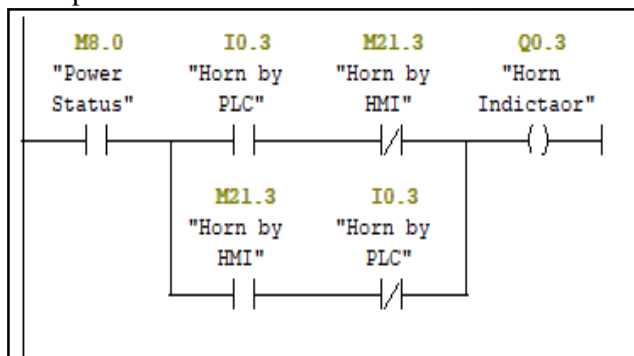 M8.0 I0.3 M21.3 Q0.3
"Power "Horn by "Horn by "Horn
Status" PLC" HMI" Indictaor"
M21.3 I0.3
"Horn by "Horn by
HMI" PLC"